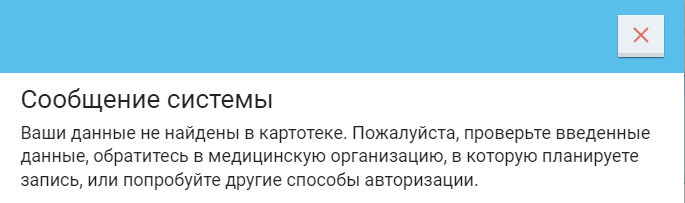 Сообщение системы
Ваши данные не найдены в картотеке. Пожалуйста, проверьте введенные
данные, обратитесь в медицинскую организацию, в которую планируете
запись, или попробуйте другие способы авторизации.